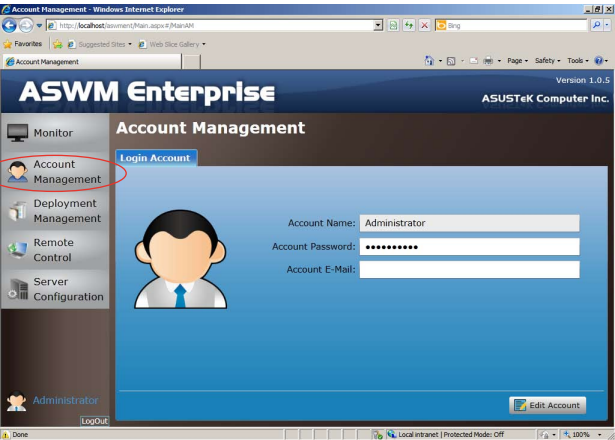 Account Management - Windows Internet Explorer
http://localhost/aswment/Main.aspx#/MainAM
Bing
Favorites Suggested Sites Web Slice Gallery
Account Management
Page Safety Tools
ASWM Enterprise
Version 1.0.5
ASUSTeK Computer Inc.
Monitor
Account Management
Deployment Management
Remote Control
Server Configuration
Administrator
LogOut
Account Management
Login Account
Account Name: Administrator
Account Password: ••••••••••
Account E-Mail:
Edit Account
Done
Local intranet | Protected Mode: Off
100%